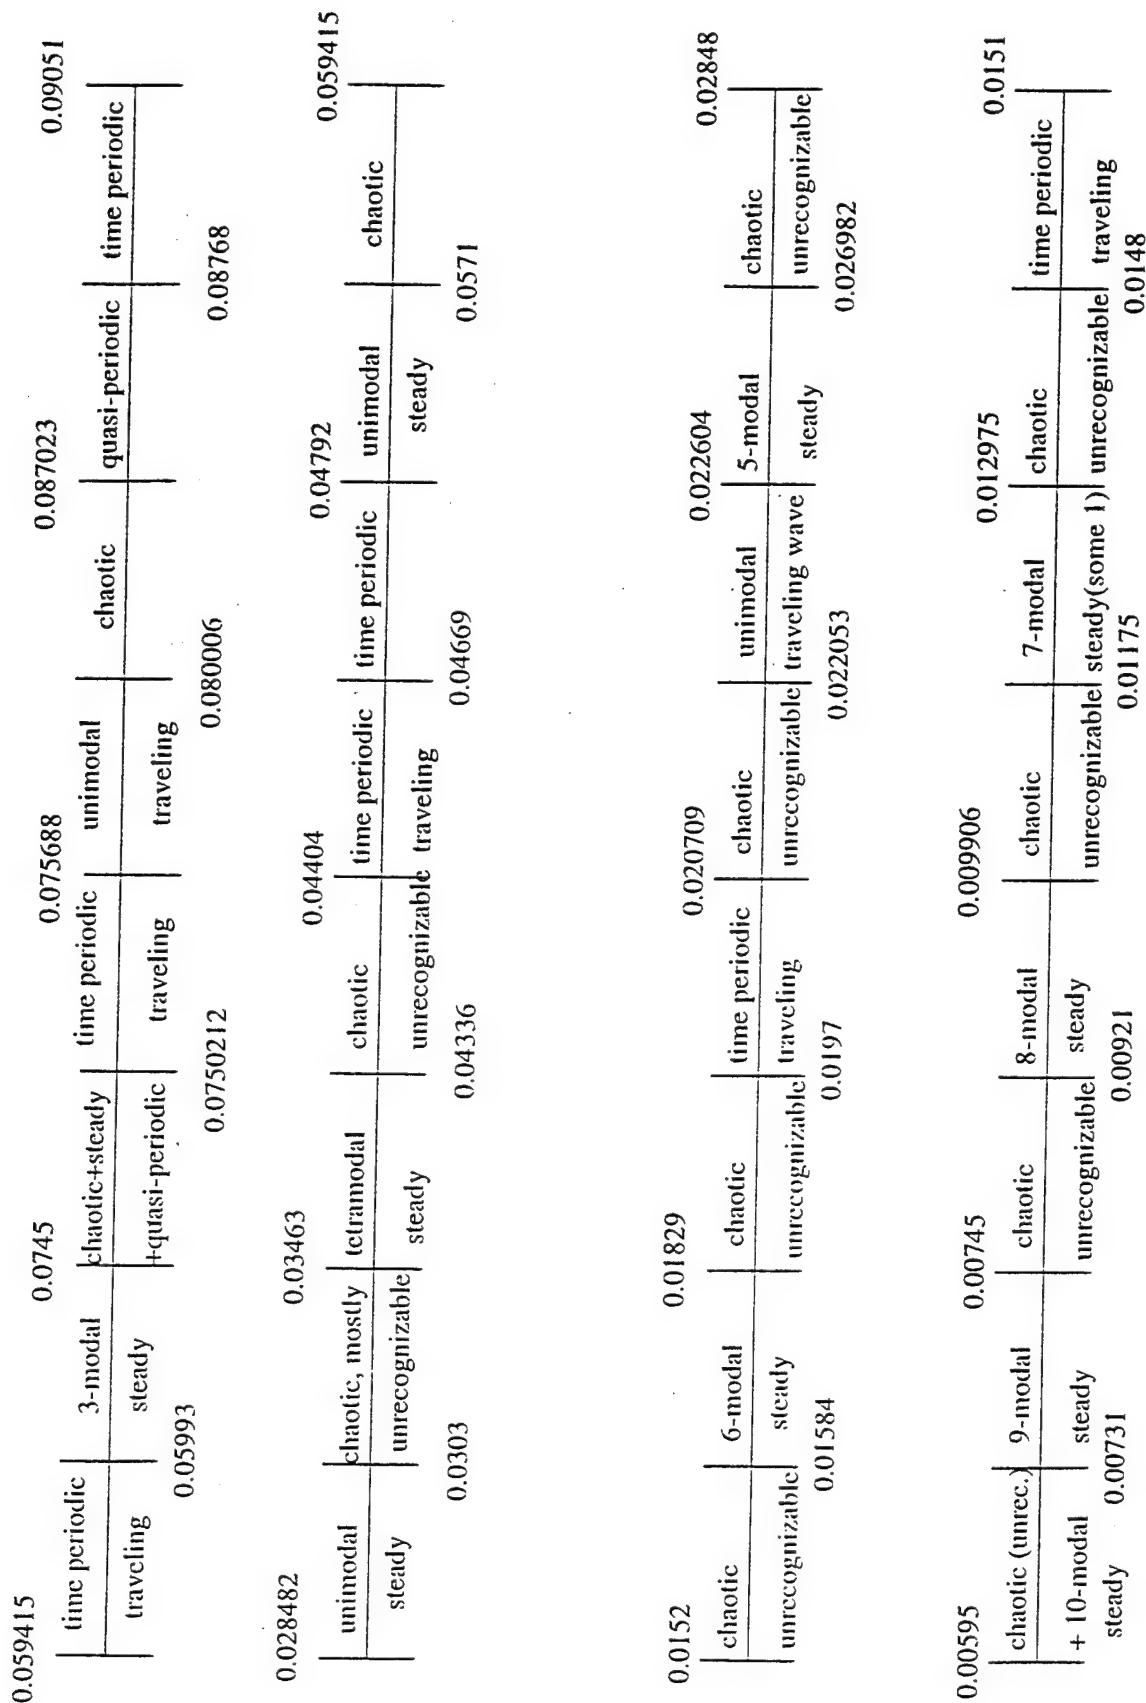 0.059415 0.0745 0.075688 0.087023 0.09051
time periodic 3-modal chaotic+steady time periodic unimodal chaotic quasi-periodic time periodic
traveling steady +quasi-periodic traveling traveling
0.05993 0.0750212 0.080006 0.08768
0.028482 0.03463 0.04404 0.04792 0.059415
unimodal chaotic, mostly tetramodal chaotic time periodic time periodic unimodal chaotic
steady unrecognizable steady unrecognizable traveling steady
0.0303 0.04336 0.04669 0.0571
0.0152 0.01829 0.020709 0.022604 0.02848
chaotic 6-modal chaotic time periodic chaotic unimodal 5-modal chaotic
unrecognizable steady unrecognizable traveling unrecognizable traveling wave steady unrecognizable
0.01584 0.0197 0.022053 0.026982
0.00595 0.00745 0.009906 0.012975 0.0151
chaotic (unrec.) 9-modal chaotic 8-modal chaotic 7-modal chaotic time periodic
+ 10-modal steady unrecognizable steady unrecognizable steady(some 1) unrecognizable traveling
steady 0.00731 0.00921 0.01175 0.0148